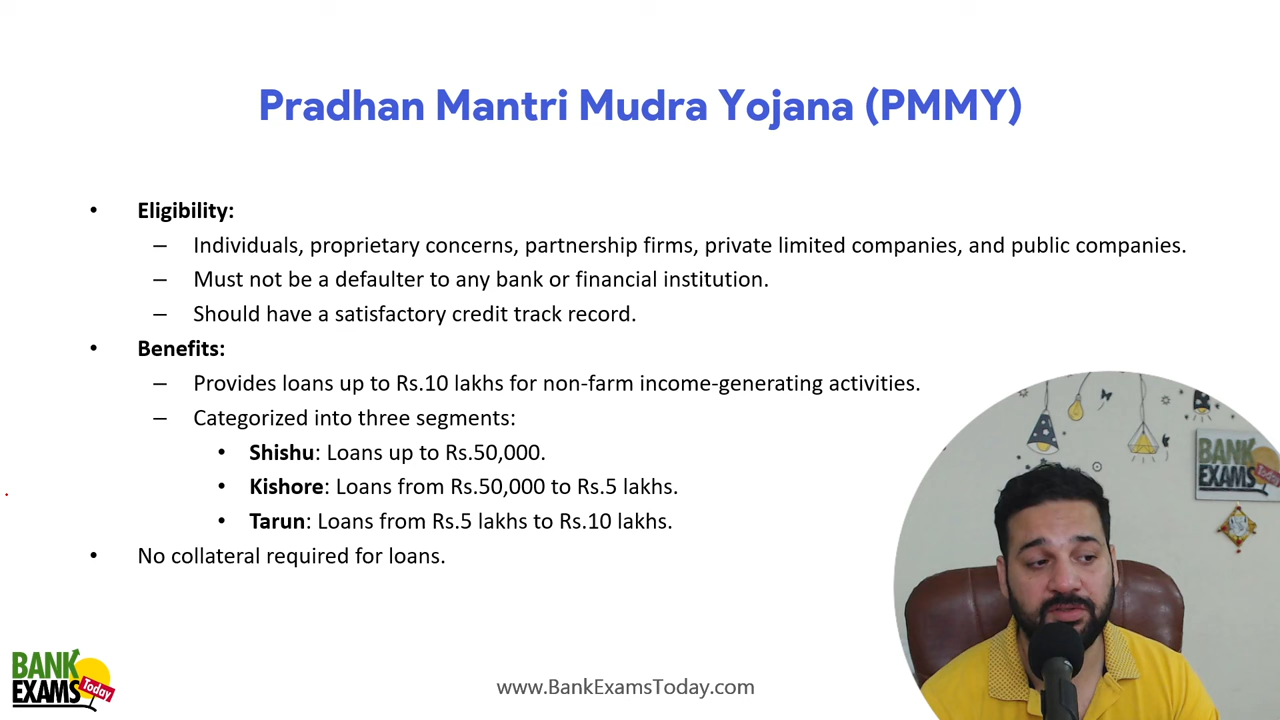 Pradhan Mantri Mudra Yojana (PMMY)
• Eligibility:
– Individuals, proprietary concerns, partnership firms, private limited companies, and public companies.
– Must not be a defaulter to any bank or financial institution.
– Should have a satisfactory credit track record.
• Benefits:
– Provides loans up to Rs.10 lakhs for non-farm income-generating activities.
– Categorized into three segments:
• Shishu: Loans up to Rs.50,000.
• Kishore: Loans from Rs.50,000 to Rs.5 lakhs.
• Tarun: Loans from Rs.5 lakhs to Rs.10 lakhs.
• No collateral required for loans.
BANK
EXAMS
Today
BANK
EXAMS
Today
www.BankExamsToday.com